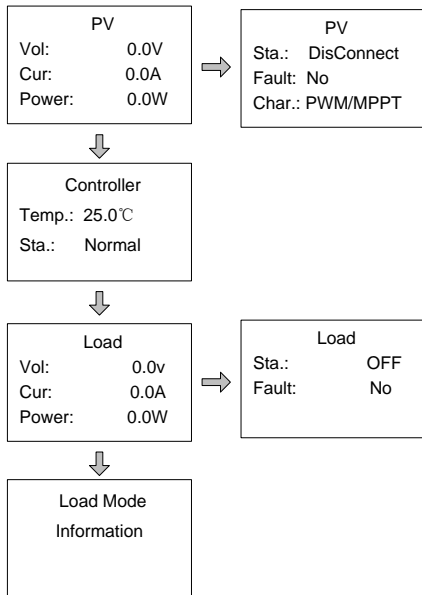 PV
Vol: 0.0V
Cur: 0.0A
Power: 0.0W
PV
Sta.: DisConnect
Fault: No
Char.: PWM/MPPT
Controller
Temp.: 25.0℃
Sta.: Normal
Load
Vol: 0.0v
Cur: 0.0A
Power: 0.0W
Load
Sta.: OFF
Fault: No
Load Mode
Information